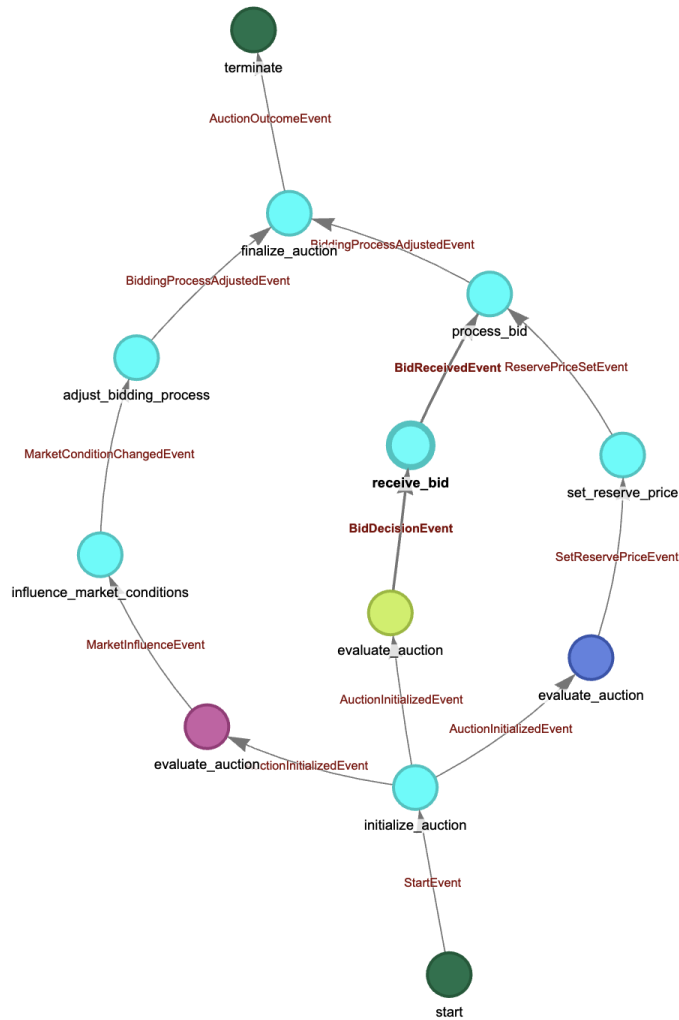 terminate
AuctionOutcomeEvent
finalize_auction
BiddingProcessAdjustedEvent
BiddingProcessAdjustedEvent
process_bid
BidReceivedEvent
ReservePriceSetEvent
adjust_bidding_process
MarketConditionChangedEvent
receive_bid
set_reserve_price
BidDecisionEvent
SetReservePriceEvent
influence_market_conditions
MarketInfluenceEvent
evaluate_auction
evaluate_auction
AuctionInitializedEvent
AuctionInitializedEvent
evaluate_auction
ctionInitializedEvent
initialize_auction
StartEvent
start